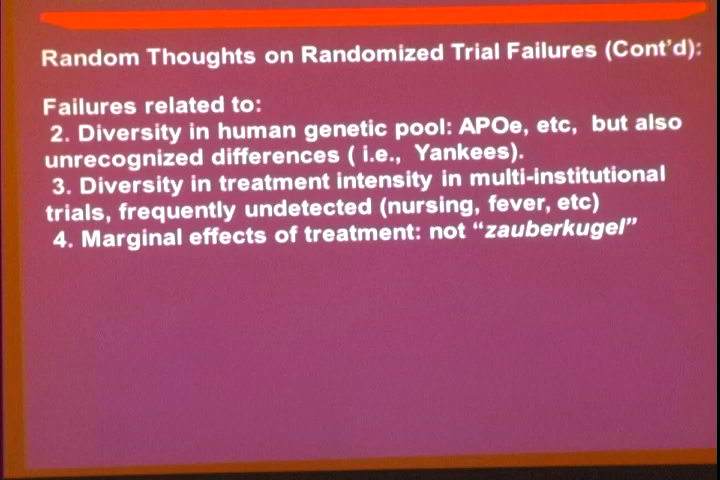 Random Thoughts on Randomized Trial Failures (Cont'd):
Failures related to:
2. Diversity in human genetic pool: APOe, etc, but also
unrecognized differences ( i.e., Yankees).
3. Diversity in treatment intensity in multi-institutional
trials, frequently undetected (nursing, fever, etc)
4. Marginal effects of treatment: not “zauberkugel”